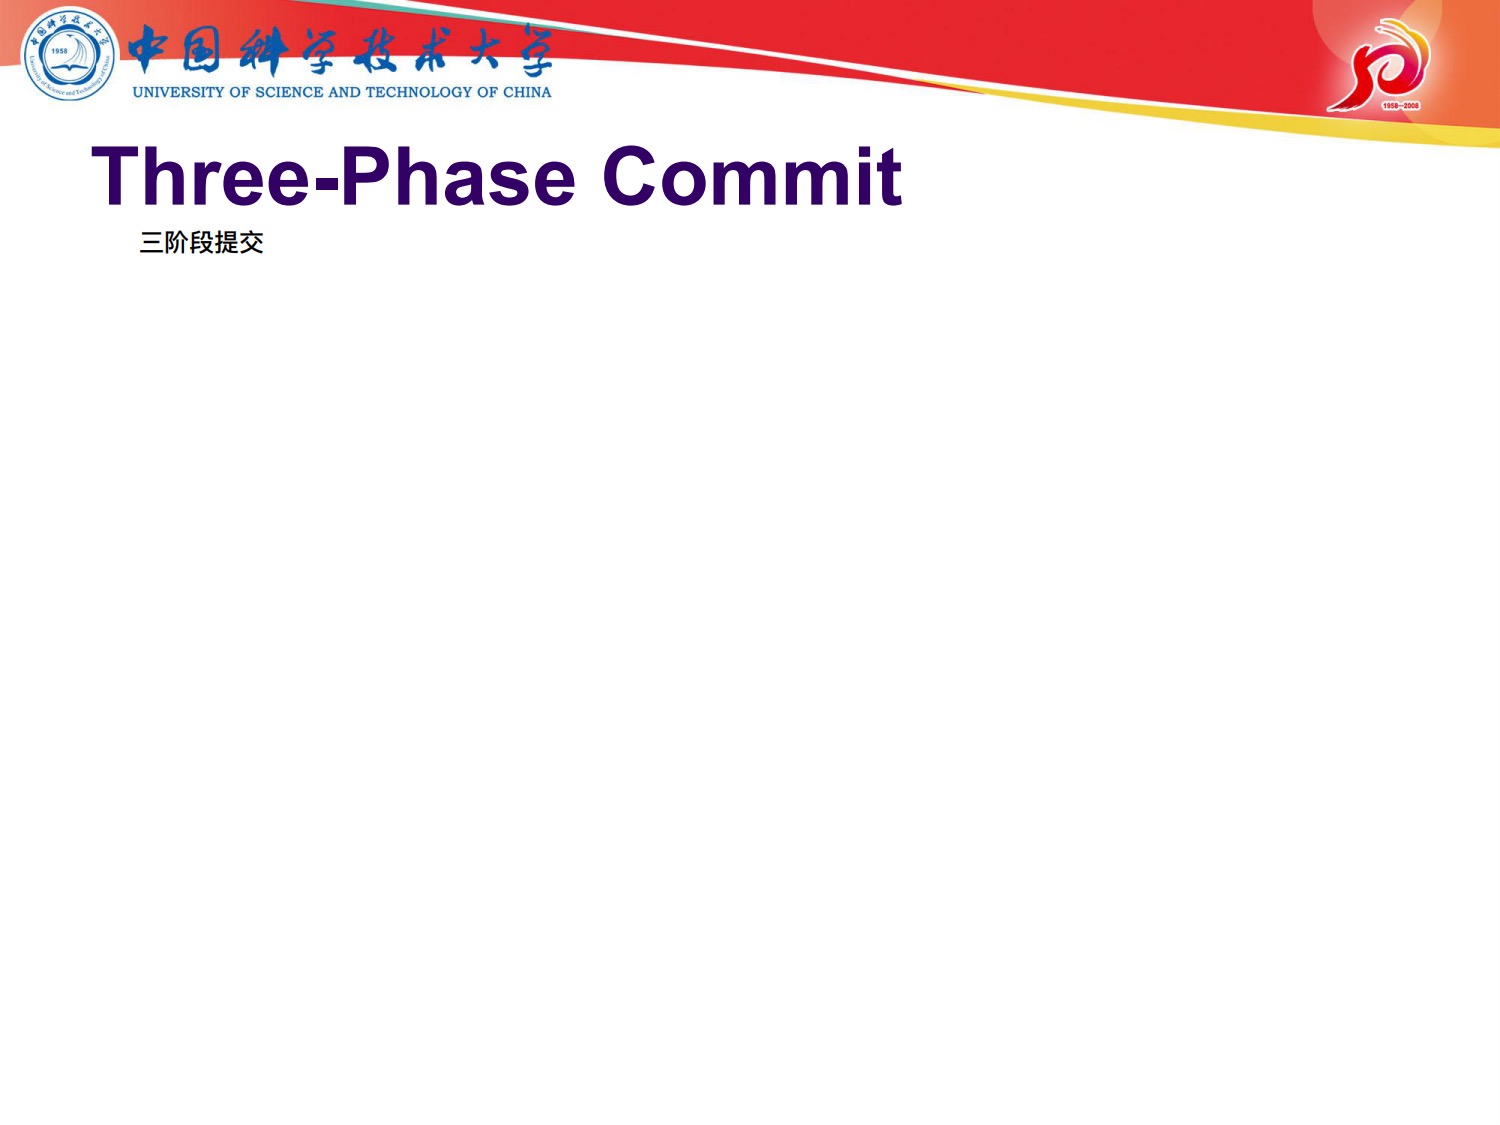 1958
中国科学技术大学
UNIVERSITY OF SCIENCE AND TECHNOLOGY OF CHINA
1958—2008
Three-Phase Commit
三阶段提交